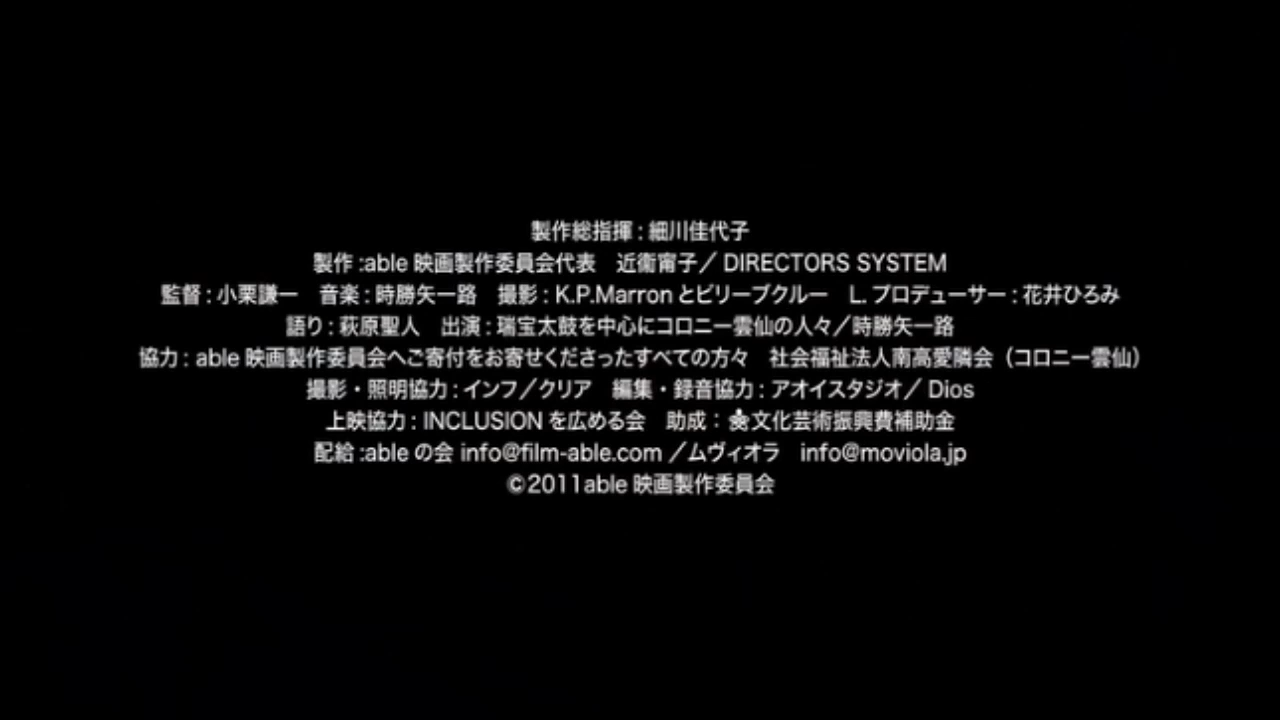 製作総指揮：細川佳代子
製作 :able 映画製作委員会代表　近衞甯子／ DIRECTORS SYSTEM
監督：小栗謙一　音楽：時勝矢一路　撮影：K.P.Marron とビリーブクルー　L. プロデューサー：花井ひろみ
語り：萩原聖人　出演：瑞宝太鼓を中心にコロニー雲仙の人々／時勝矢一路
協力：able 映画製作委員会へご寄付をお寄せくださったすべての方々　社会福祉法人南高愛隣会（コロニー雲仙）
撮影・照明協力：インフ／クリア　編集・録音協力：アオイスタジオ／ Dios
上映協力：INCLUSION を広める会　助成：文化芸術振興費補助金
配給 :able の会 info@film-able.com ／ムヴィオラ　info@moviola.jp
©2011able 映画製作委員会